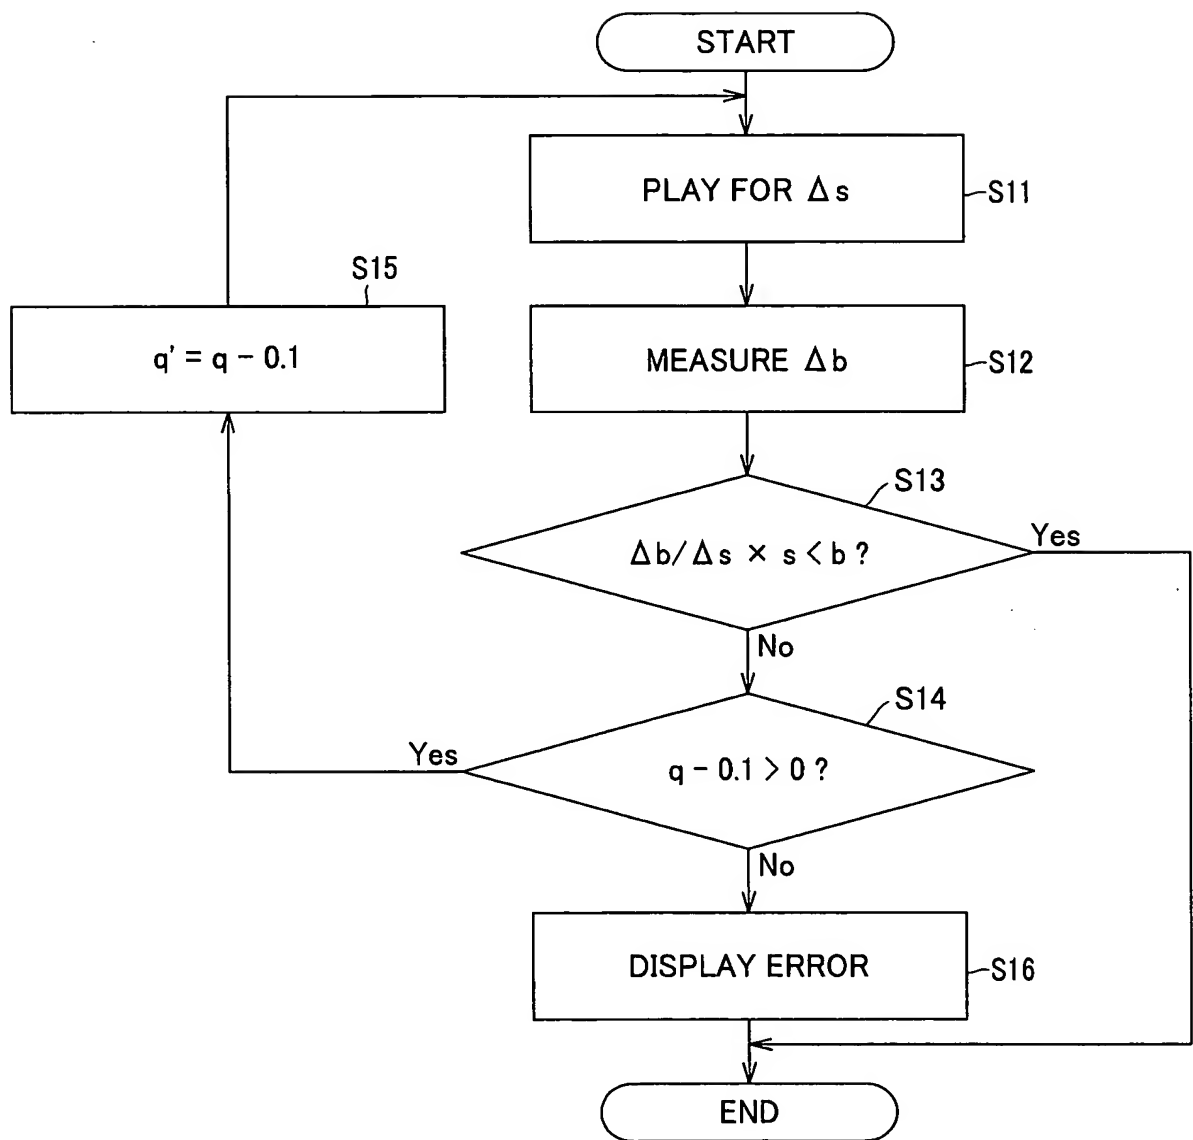 START
PLAY FOR Δs
S11
S15
q' = q - 0.1
MEASURE Δb
S12
S13
Δb/Δs × s < b ?
Yes
No
S14
Yes
q - 0.1 > 0 ?
No
DISPLAY ERROR
S16
END